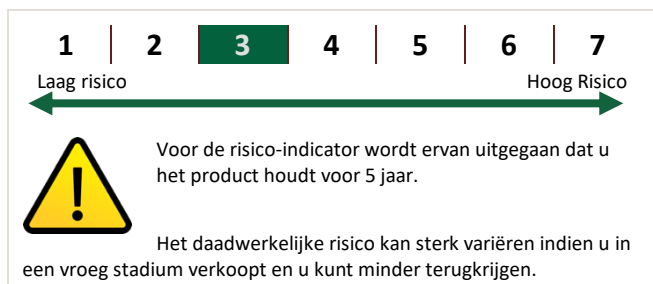 1 2 3 4 5 6 7
Laag risico Hoog Risico
Voor de risico-indicator wordt ervan uitgegaan dat u
het product houdt voor 5 jaar.
Het daadwerkelijke risico kan sterk variëren indien u in
een vroeg stadium verkoopt en u kunt minder terugkrijgen.